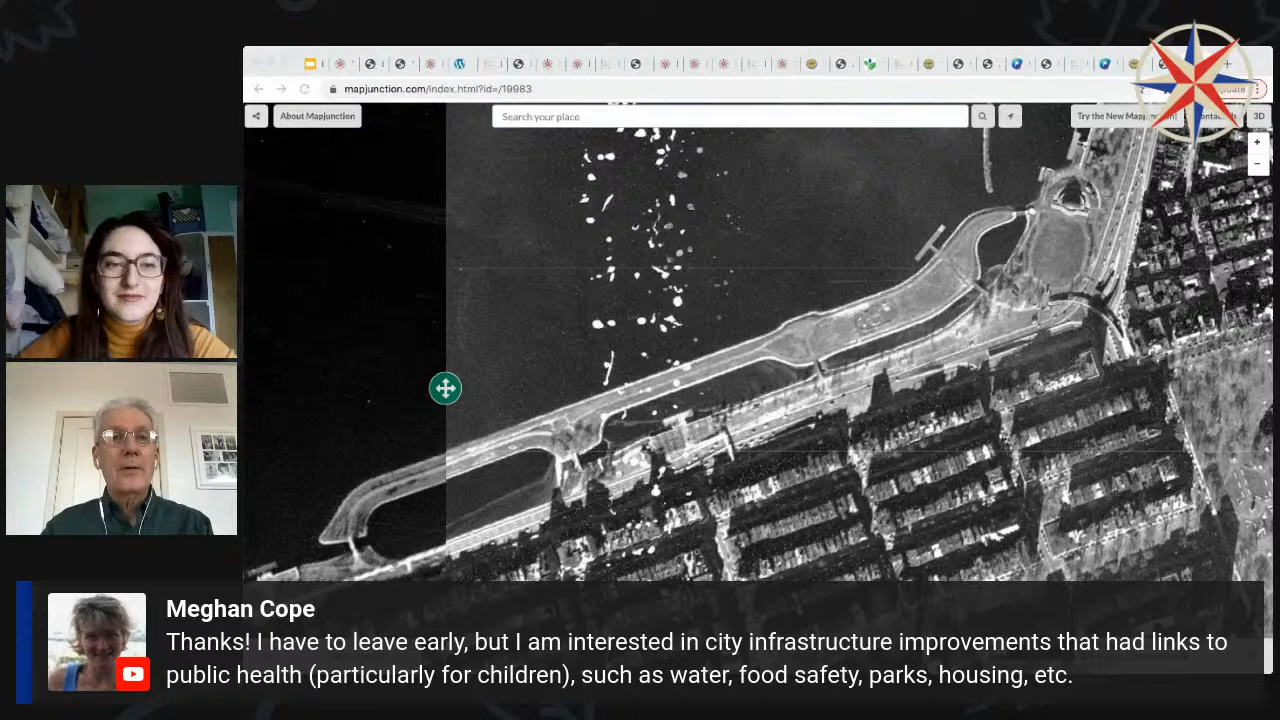 mapjunction.com/index.html?id=/19983
About Mapjunction
Search your place
Try the New Mapjunction!
3D
+
−
Meghan Cope
Thanks! I have to leave early, but I am interested in city infrastructure improvements that had links to
public health (particularly for children), such as water, food safety, parks, housing, etc.